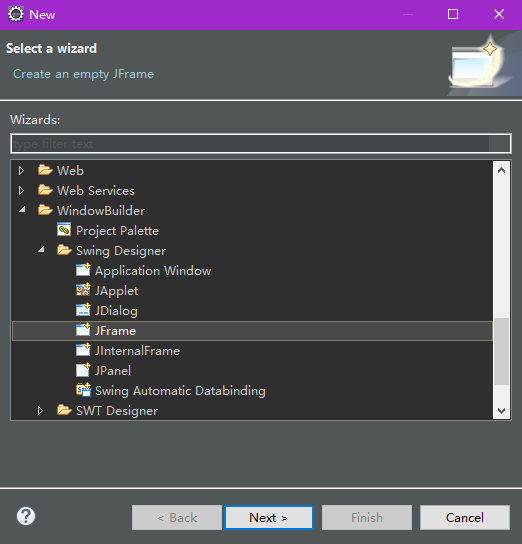 New
Select a wizard
Create an empty JFrame
Wizards:
type filter text
Web
Web Services
WindowBuilder
Project Palette
Swing Designer
Application Window
JApplet
JDialog
JFrame
JInternalFrame
JPanel
Swing Automatic Databinding
SWT Designer
?
< Back
Next >
Finish
Cancel